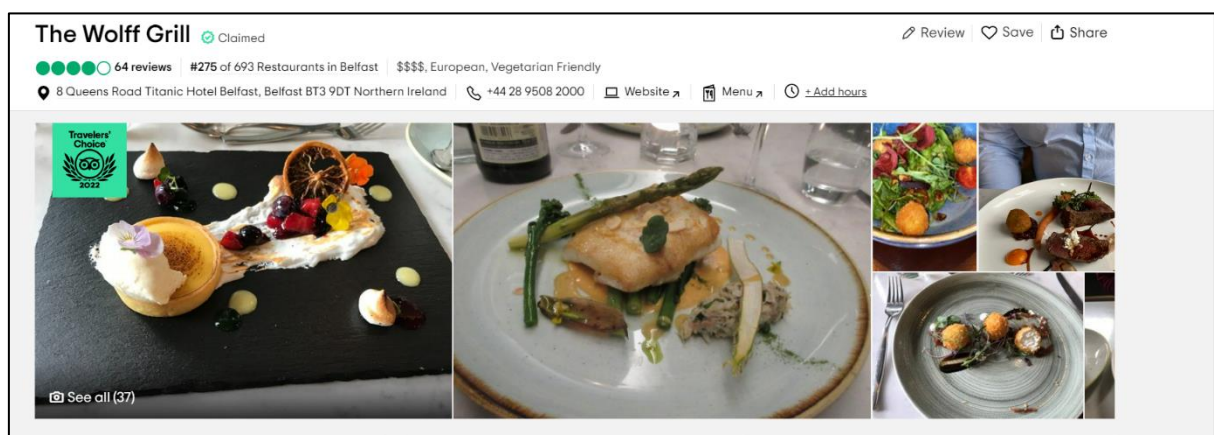 The Wolff Grill Claimed
Review Save Share
64 reviews #275 of 693 Restaurants in Belfast $$$$, European, Vegetarian Friendly
8 Queens Road Titanic Hotel Belfast, Belfast BT3 9DT Northern Ireland +44 28 9508 2000 Website Menu + Add hours
Travelers'
Choice
2022
See all (37)